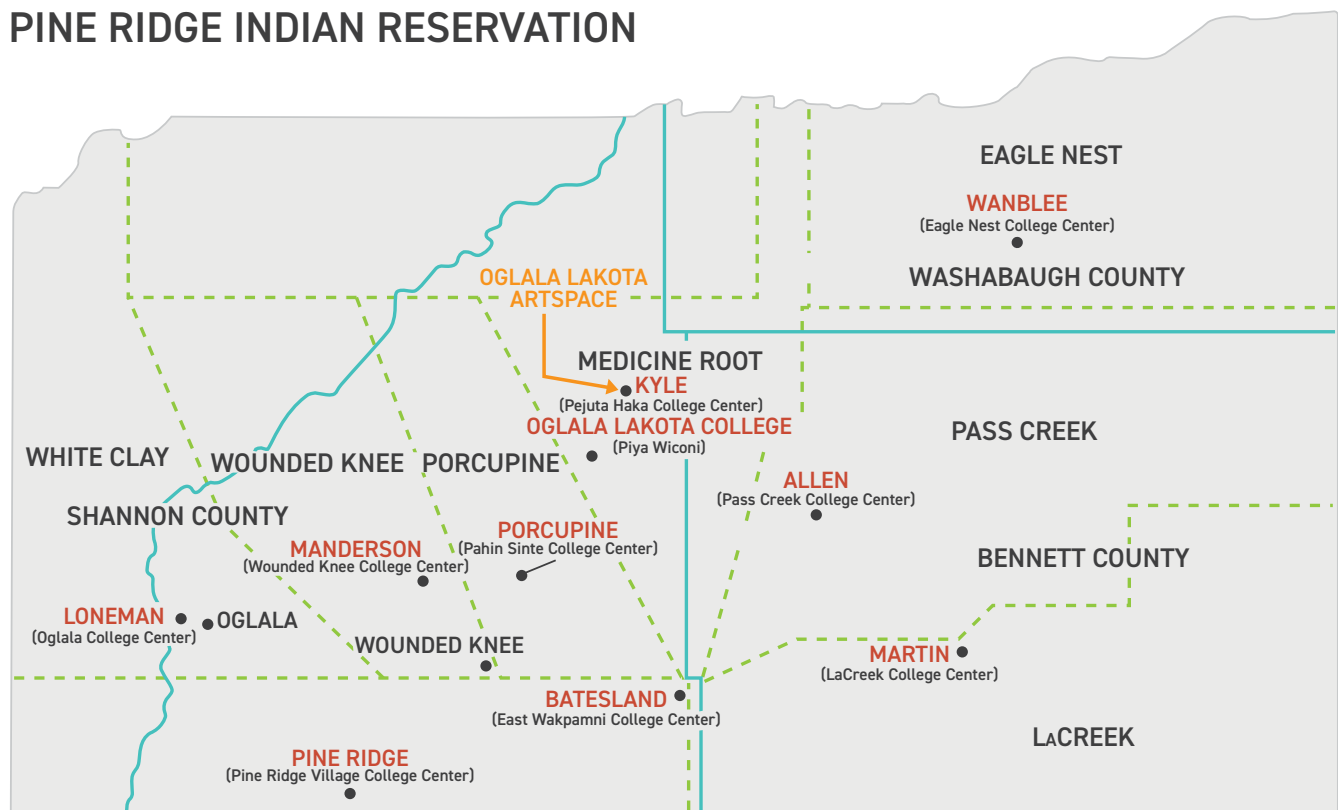 PINE RIDGE INDIAN RESERVATION
EAGLE NEST
WANBLEE
(Eagle Nest College Center)
WASHABAUGH COUNTY
OGLALA LAKOTA
ARTSPACE
MEDICINE ROOT
KYLE
(Pejuta Haka College Center)
OGLALA LAKOTA COLLEGE
(Piya Wiconi)
PASS CREEK
WHITE CLAY
WOUNDED KNEE
PORCUPINE
ALLEN
(Pass Creek College Center)
SHANNON COUNTY
PORCUPINE
(Pahin Sinte College Center)
MANDERSON
(Wounded Knee College Center)
BENNETT COUNTY
LONEMAN
(Oglala College Center)
OGLALA
WOUNDED KNEE
MARTIN
(LaCreek College Center)
BATESLAND
(East Wakpamni College Center)
LACREEK
PINE RIDGE
(Pine Ridge Village College Center)